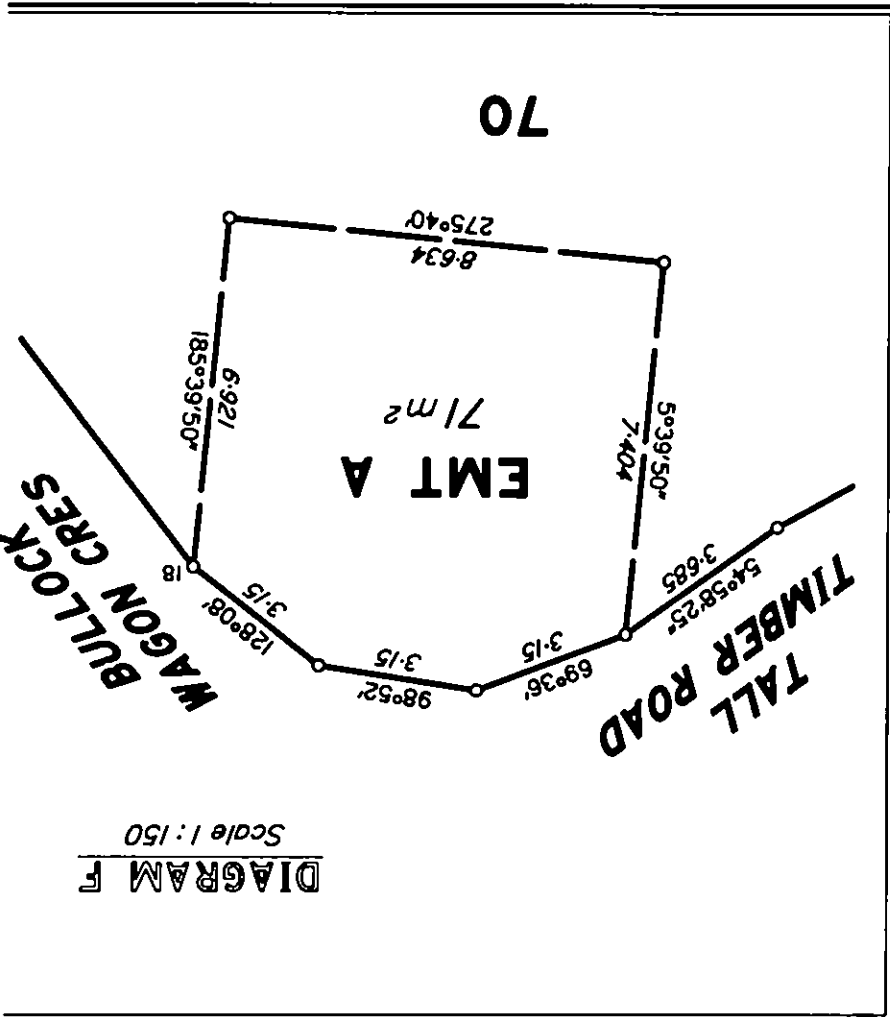 DIAGRAM F
Scale 1:150
BULLOCK
WAGON CRES
TALL
TIMBER ROAD
98°52'
3·15
69°36'
3·15
128°08'
3·15
18
54°58'25"
3·685
EMT A
71m²
5°39'50"
7·404
6·921
185°39'50"
8·634
275°40'
70